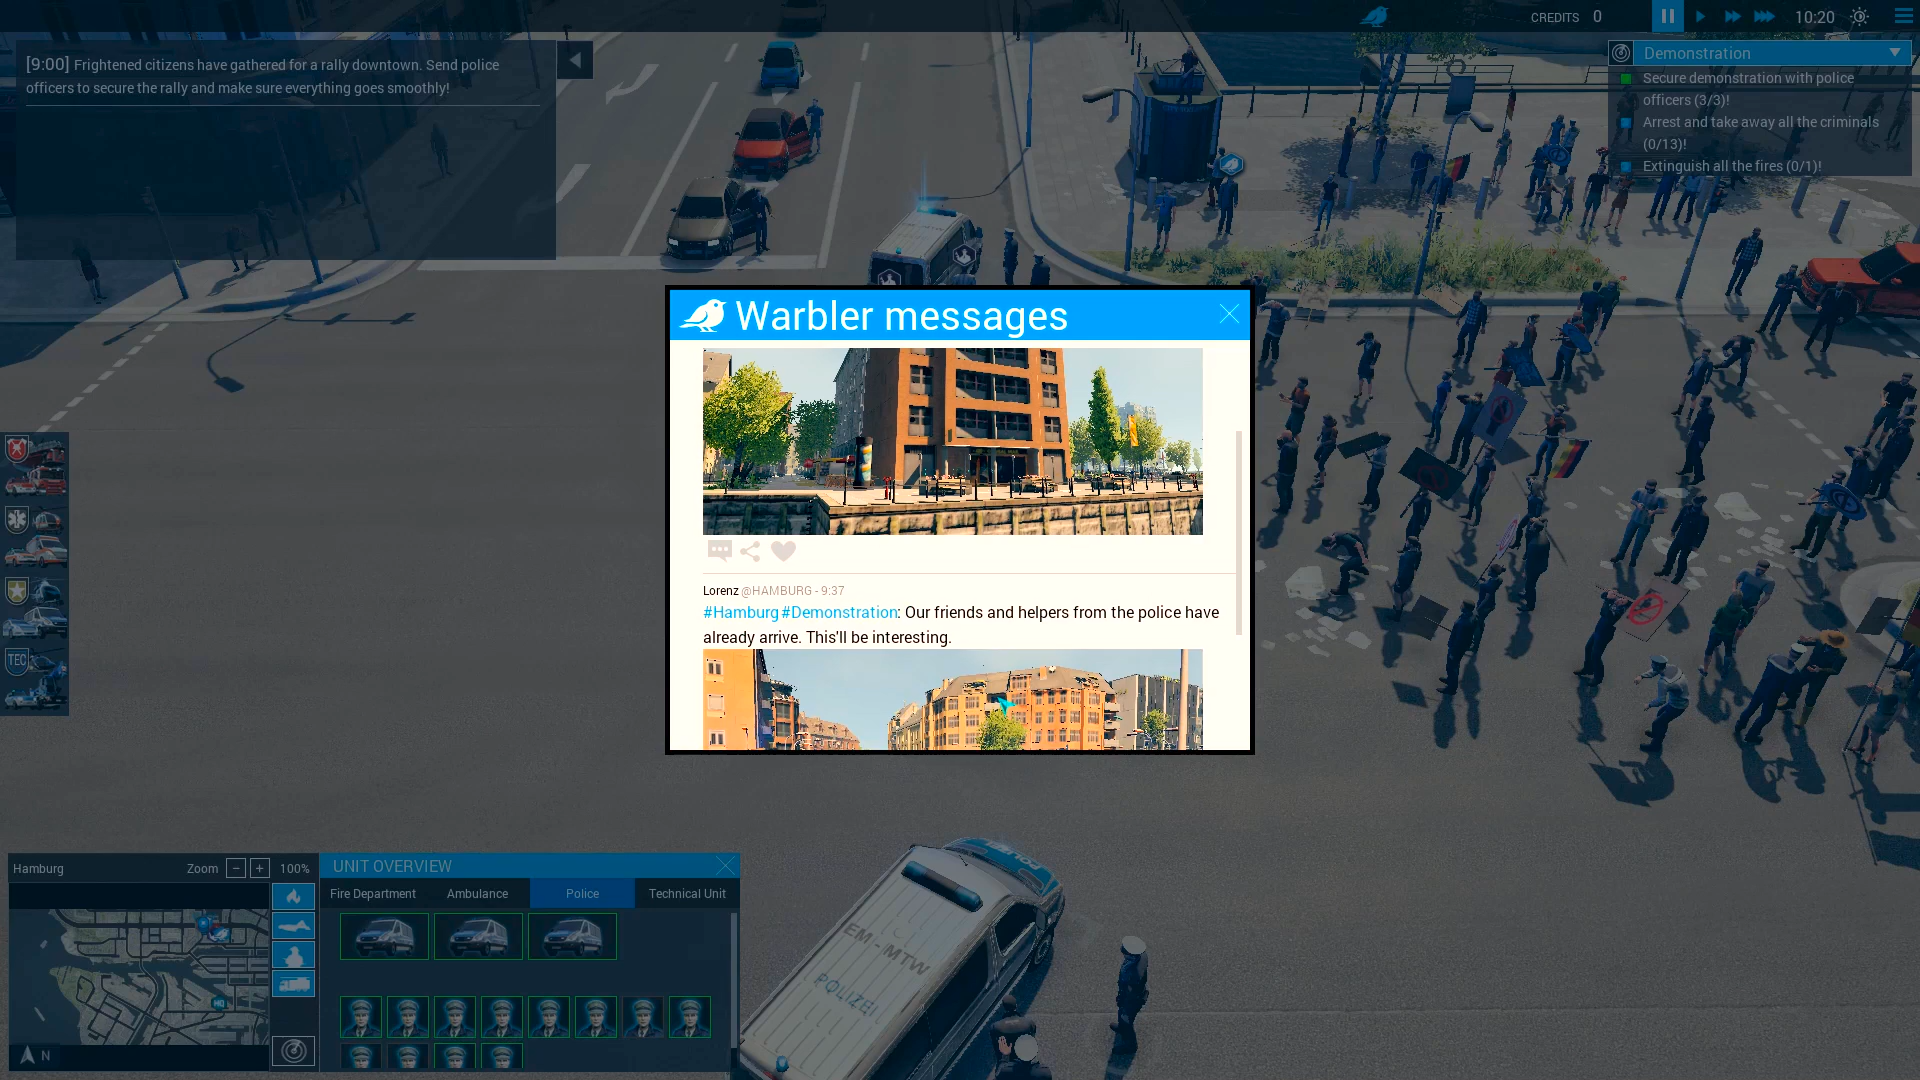 CREDITS 0
10:20
[9:00] Frightened citizens have gathered for a rally downtown. Send police
officers to secure the rally and make sure everything goes smoothly!
Demonstration
Secure demonstration with police
officers (3/3)!
Arrest and take away all the criminals
(0/13)!
Extinguish all the fires (0/1)!
Warbler messages
Lorenz @HAMBURG - 9:37
#Hamburg #Demonstration: Our friends and helpers from the police have
already arrive. This'll be interesting.
TEC
Hamburg
Zoom - + 100%
HQ
N
UNIT OVERVIEW
Fire Department
Ambulance
Police
Technical Unit
EM - MTW
POLIZEI